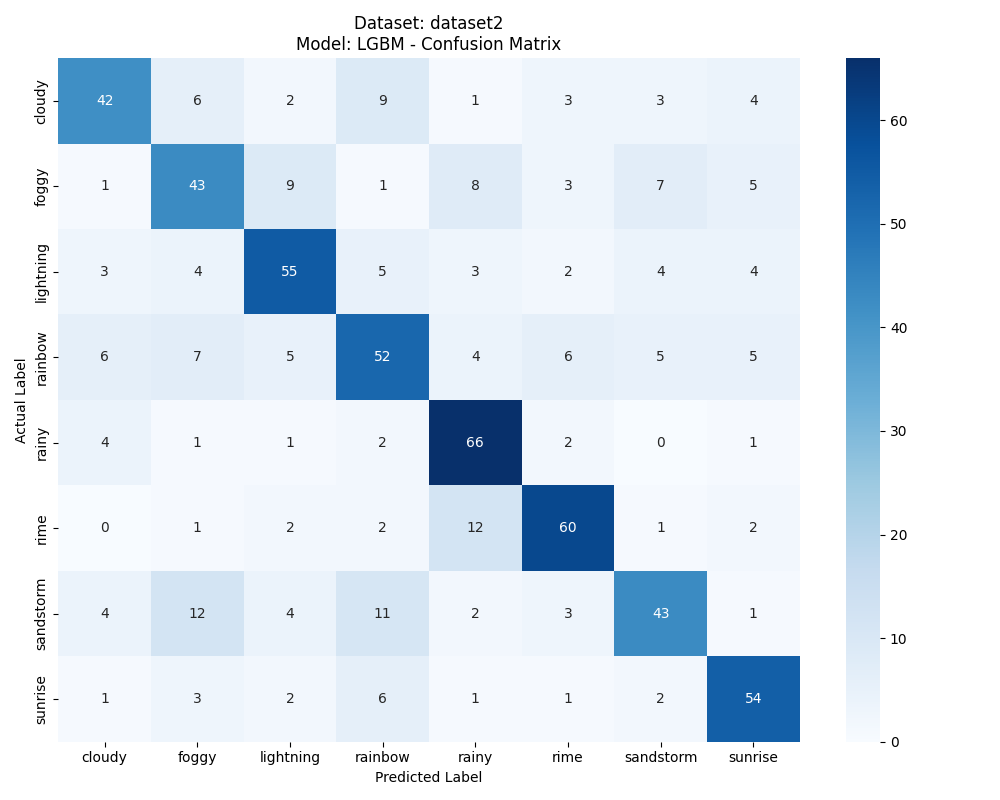 Dataset: dataset2
Model: LGBM - Confusion Matrix
cloudy 42 6 2 9 1 3 3 4
foggy 1 43 9 1 8 3 7 5
lightning 3 4 55 5 3 2 4 4
rainbow 6 7 5 52 4 6 5 5
rainy 4 1 1 2 66 2 0 1
rime 0 1 2 2 12 60 1 2
sandstorm 4 12 4 11 2 3 43 1
sunrise 1 3 2 6 1 1 2 54
cloudy foggy lightning rainbow rainy rime sandstorm sunrise
Predicted Label
Actual Label
60
50
40
30
20
10
0